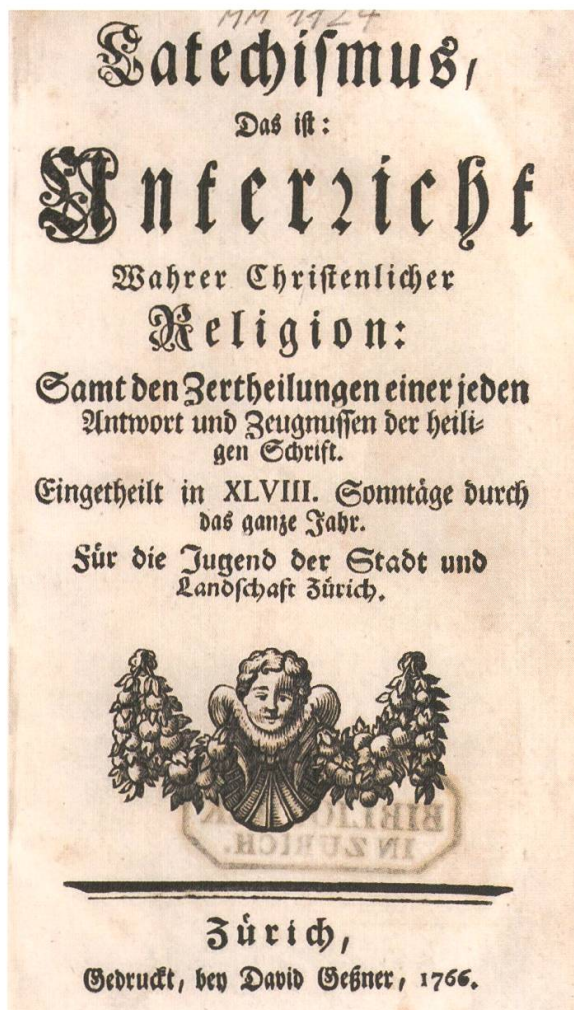 MM 1124
Catechismus,
Das ist:
Unterricht
Wahrer Christenlicher
Religion:
Samt den Zertheilungen einer jeden
Antwort und Zeugnussen der heili-
gen Schrift.
Eingetheilt in XLVIII. Sonntäge durch
das ganze Jahr.
Für die Jugend der Stadt und
Landschaft Zürich.
IN ZÜRICH.
Zürich,
Gedruckt, bey David Geßner, 1766.